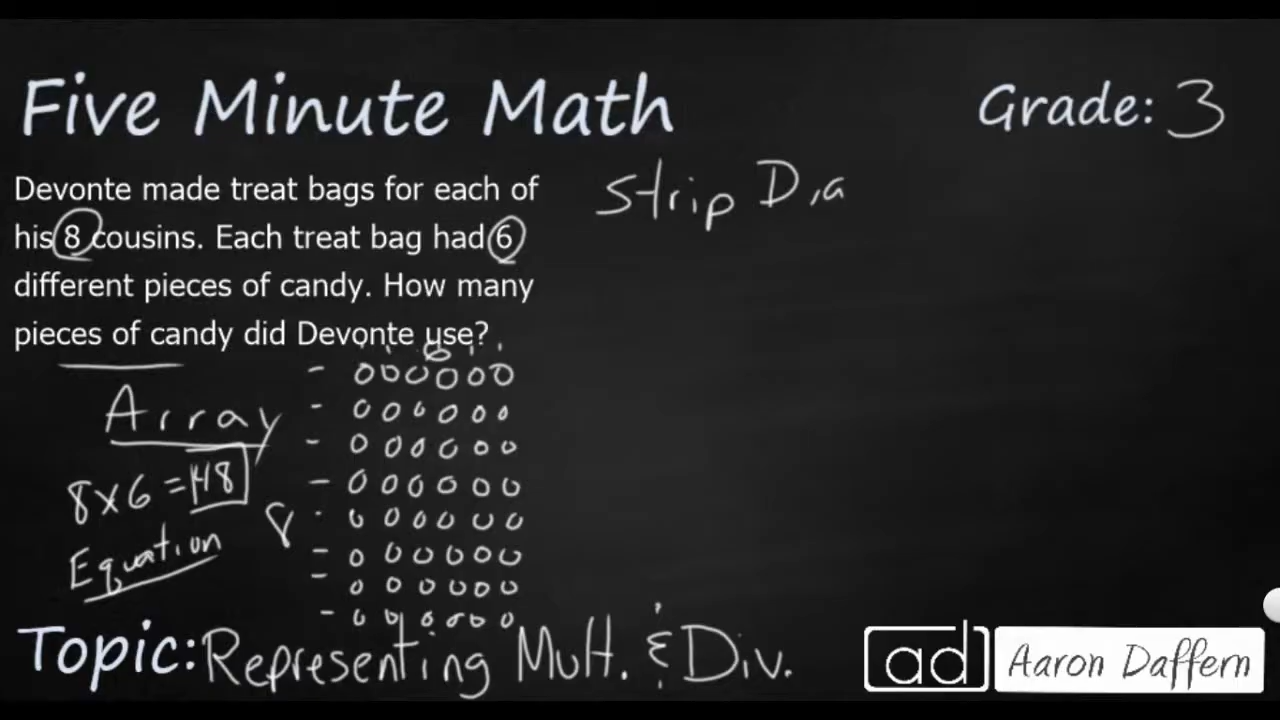 Five Minute Math
Grade: 3
Devonte made treat bags for each of
his 8 cousins. Each treat bag had 6
different pieces of candy. How many
pieces of candy did Devonte use?
Strip Dia
6
Array
8x6=48
8
Equation
Topic: Representing Mult. & Div.
ad Aaron Daffern